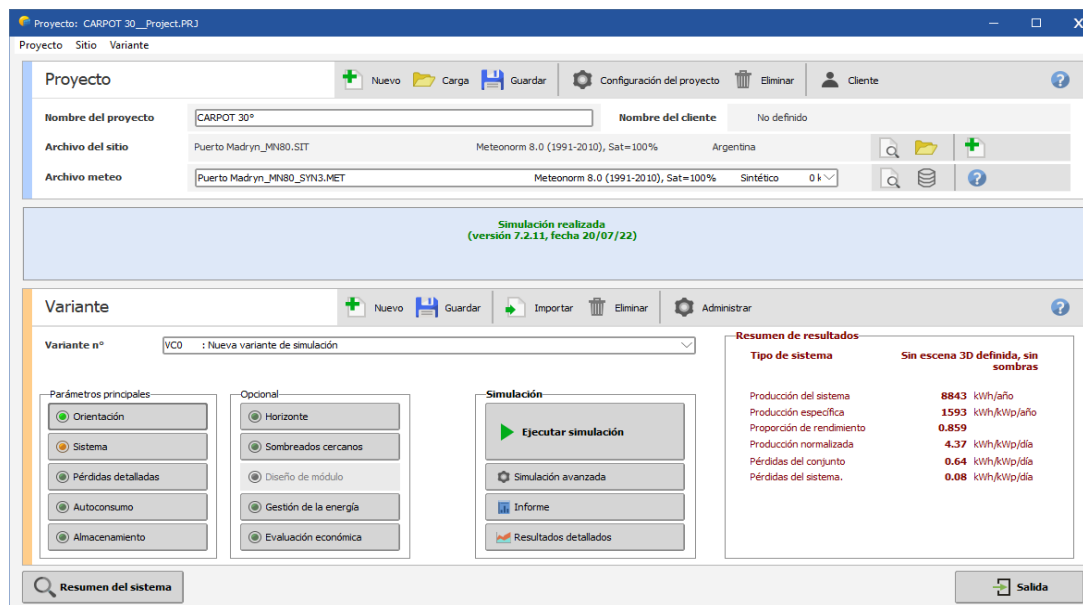 Proyecto: CARPOT 30__Project.PRJ
Proyecto Sitio Variante
Proyecto Nuevo Carga Guardar Configuración del proyecto Eliminar Cliente
Nombre del proyecto CARPOT 30° Nombre del cliente No definido
Archivo del sitio Puerto Madryn_MN80.SIT Meteonorm 8.0 (1991-2010), Sat=100% Argentina
Archivo meteo Puerto Madryn_MN80_SYN3.MET Meteonorm 8.0 (1991-2010), Sat=100% Sintético 0 k
Simulación realizada
(versión 7.2.11, fecha 20/07/22)
Variante Nuevo Guardar Importar Eliminar Administrar
Variante n° VC0 : Nueva variante de simulación
Parámetros principales
Orientación
Sistema
Pérdidas detalladas
Autoconsumo
Almacenamiento
Opcional
Horizonte
Sombreados cercanos
Diseño de módulo
Gestión de la energía
Evaluación económica
Simulación
Ejecutar simulación
Simulación avanzada
Informe
Resultados detallados
Resumen de resultados
Tipo de sistema Sin escena 3D definida, sin
sombras
Producción del sistema 8843 kWh/año
Producción específica 1593 kWh/kWp/año
Proporción de rendimiento 0.859
Producción normalizada 4.37 kWh/kWp/día
Pérdidas del conjunto 0.64 kWh/kWp/día
Pérdidas del sistema. 0.08 kWh/kWp/día
Resumen del sistema Salida